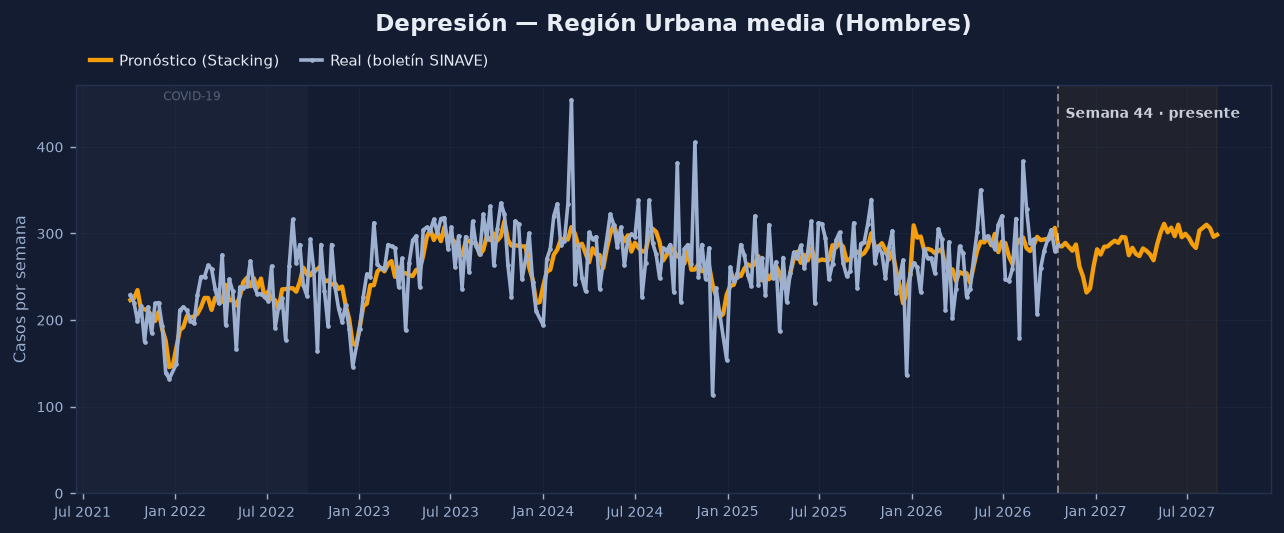 Depresión — Región Urbana media (Hombres)
Pronóstico (Stacking) Real (boletín SINAVE)
COVID-19
Semana 44 · presente
Casos por semana
400
300
200
100
0
Jul 2021 Jan 2022 Jul 2022 Jan 2023 Jul 2023 Jan 2024 Jul 2024 Jan 2025 Jul 2025 Jan 2026 Jul 2026 Jan 2027 Jul 2027